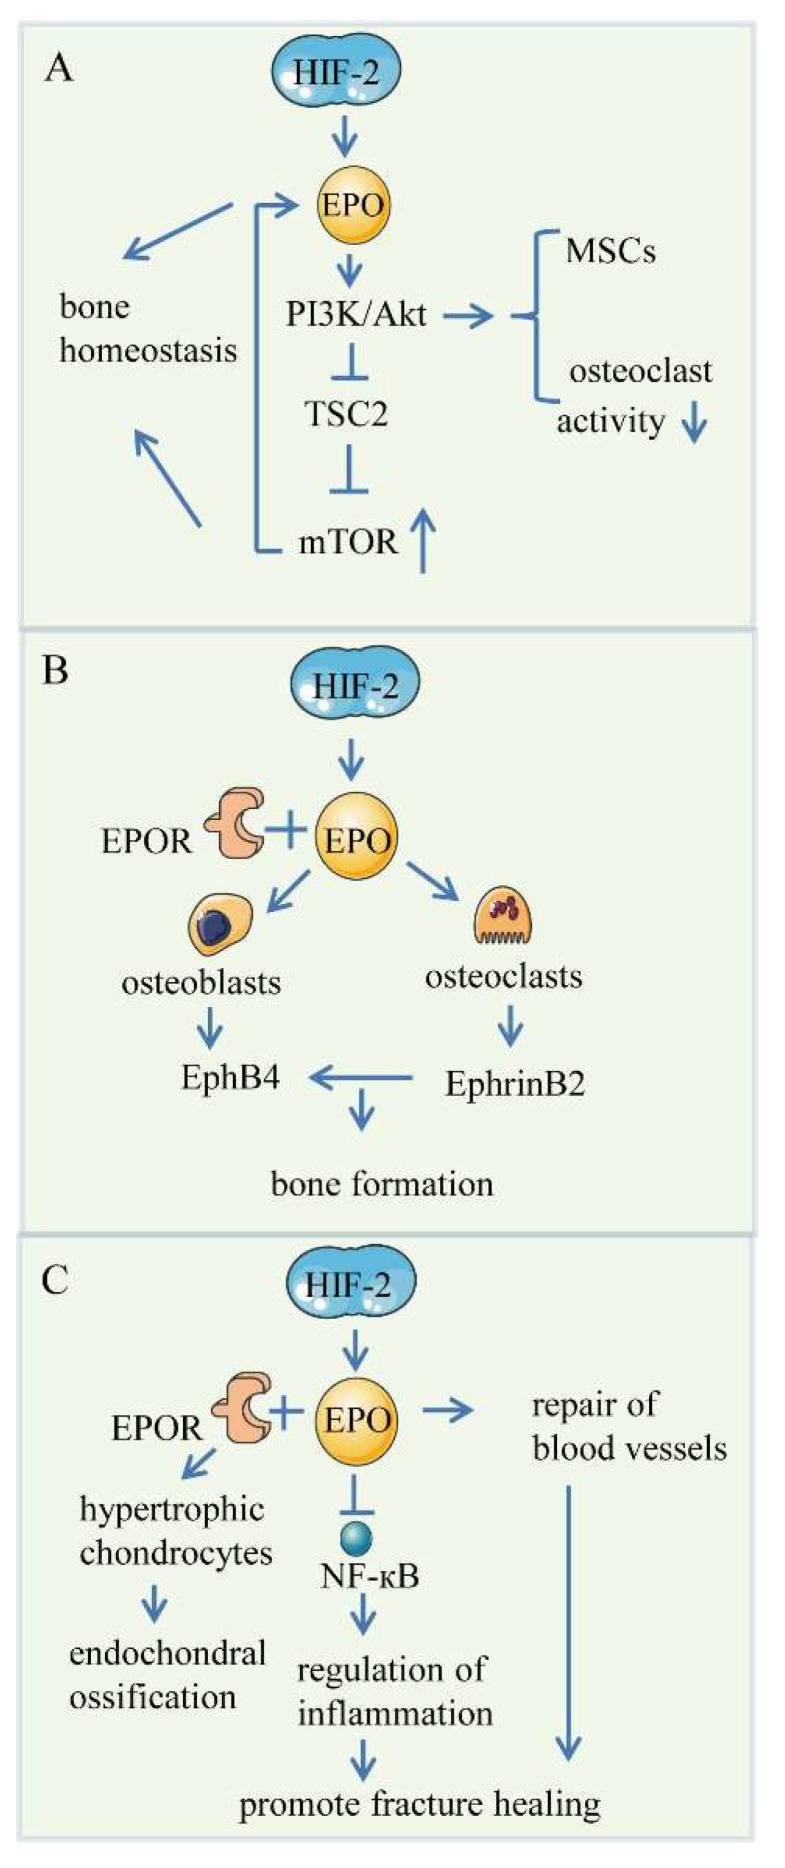 A
HIF-2
EPO
MSCs
bone
homeostasis
PI3K/Akt
osteoclast
activity
TSC2
mTOR
B
HIF-2
EPOR
EPO
osteoblasts
osteoclasts
EphB4
EphrinB2
bone formation
C
HIF-2
EPOR
EPO
repair of
blood vessels
hypertrophic
chondrocytes
NF-κB
endochondral
ossification
regulation of
inflammation
promote fracture healing